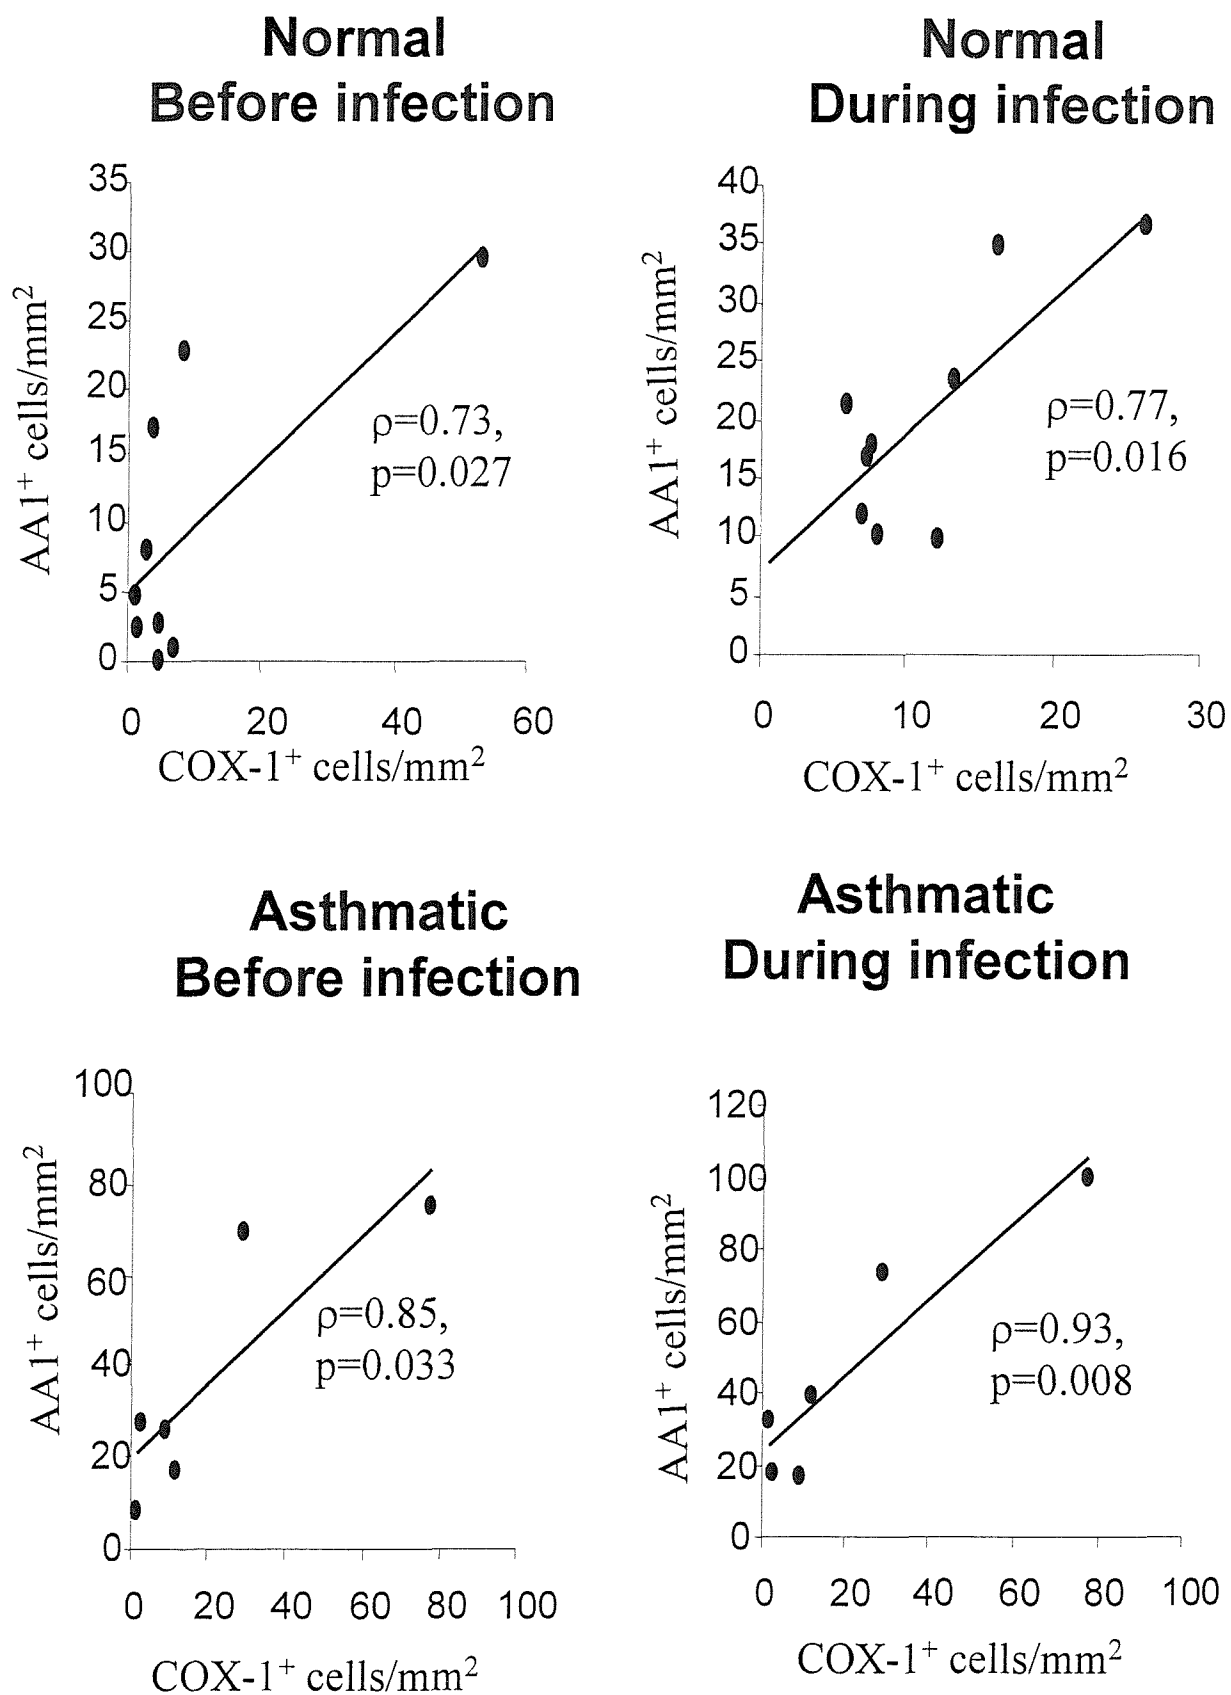 Normal
Before infection
35
30
25
20
15
10
5
0
AA1⁺ cells/mm²
ρ=0.73,
p=0.027
0 20 40 60
COX-1⁺ cells/mm²
Normal
During infection
40
35
30
25
20
15
10
5
0
AA1⁺ cells/mm²
ρ=0.77,
p=0.016
0 10 20 30
COX-1⁺ cells/mm²
Asthmatic
Before infection
100
80
60
40
20
0
AA1⁺ cells/mm²
ρ=0.85,
p=0.033
0 20 40 60 80 100
COX-1⁺ cells/mm²
Asthmatic
During infection
120
100
80
60
40
20
0
AA1⁺ cells/mm²
ρ=0.93,
p=0.008
0 20 40 60 80 100
COX-1⁺ cells/mm²